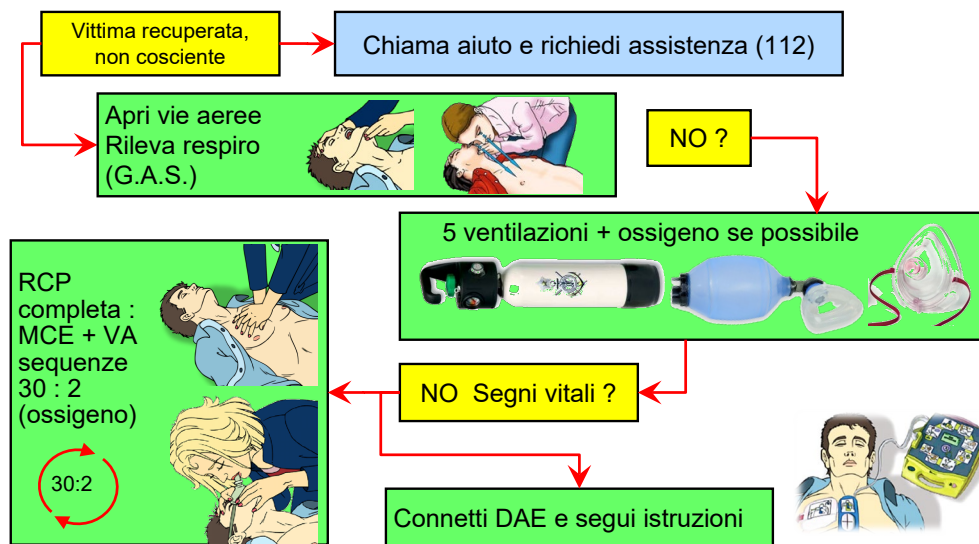 Vittima recuperata,
non cosciente
Chiama aiuto e richiedi assistenza (112)
Apri vie aeree
Rileva respiro
(G.A.S.)
NO ?
5 ventilazioni + ossigeno se possibile
RCP
completa :
MCE + VA
sequenze
30 : 2
(ossigeno)
30:2
NO  Segni vitali ?
Connetti DAE e segui istruzioni